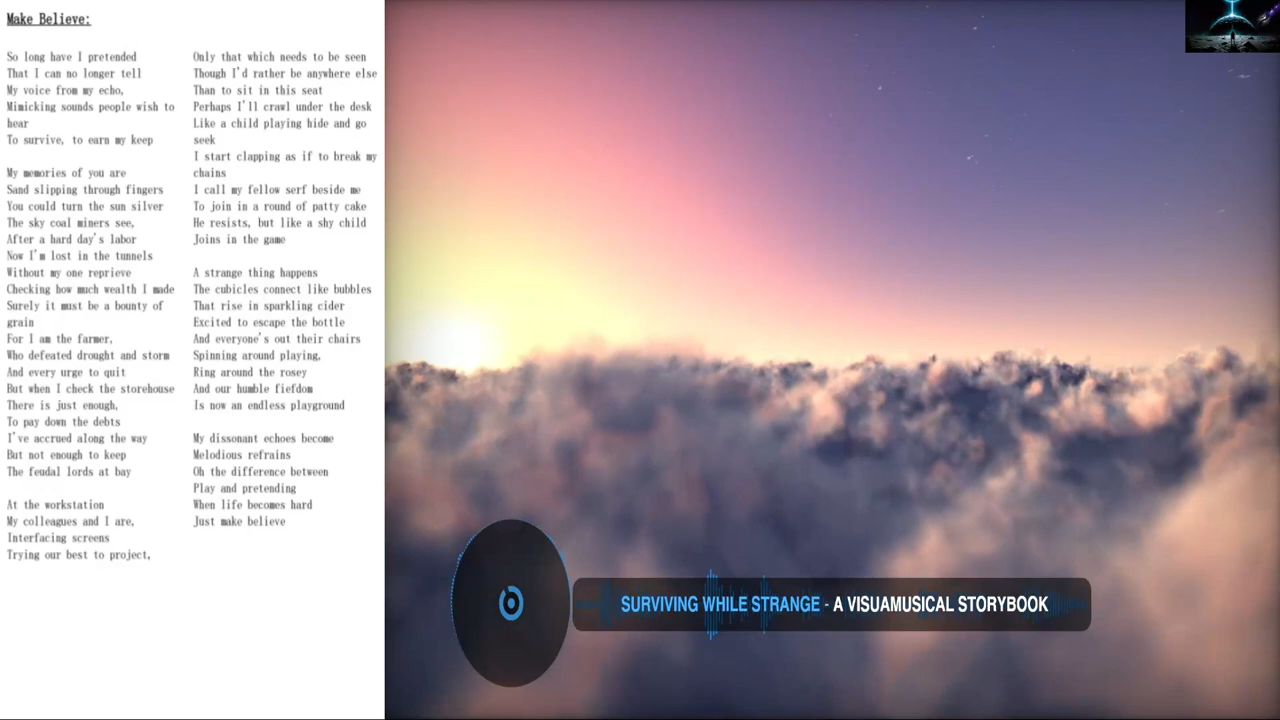 Make Believe:
So long have I pretended
That I can no longer tell
My voice from my echo,
Mimicking sounds people wish to
hear
To survive, to earn my keep
My memories of you are
Sand slipping through fingers
You could turn the sun silver
The sky coal miners see,
After a hard day's labor
Now I'm lost in the tunnels
Without my one reprieve
Checking how much wealth I made
Surely it must be a bounty of
grain
For I am the farmer,
Who defeated drought and storm
And every urge to quit
But when I check the storehouse
There is just enough,
To pay down the debts
I've accrued along the way
But not enough to keep
The feudal lords at bay
At the workstation
My colleagues and I are,
Interfacing screens
Trying our best to project,
Only that which needs to be seen
Though I'd rather be anywhere else
Than to sit in this seat
Perhaps I'll crawl under the desk
Like a child playing hide and go
seek
I start clapping as if to break my
chains
I call my fellow serf beside me
To join in a round of patty cake
He resists, but like a shy child
Joins in the game
A strange thing happens
The cubicles connect like bubbles
That rise in sparkling cider
Excited to escape the bottle
And everyone's out their chairs
Spinning around playing,
Ring around the rosey
And our humble fiefdom
Is now an endless playground
My dissonant echoes become
Melodious refrains
Oh the difference between
Play and pretending
When life becomes hard
Just make believe
SURVIVING WHILE STRANGE - A VISUAMUSICAL STORYBOOK